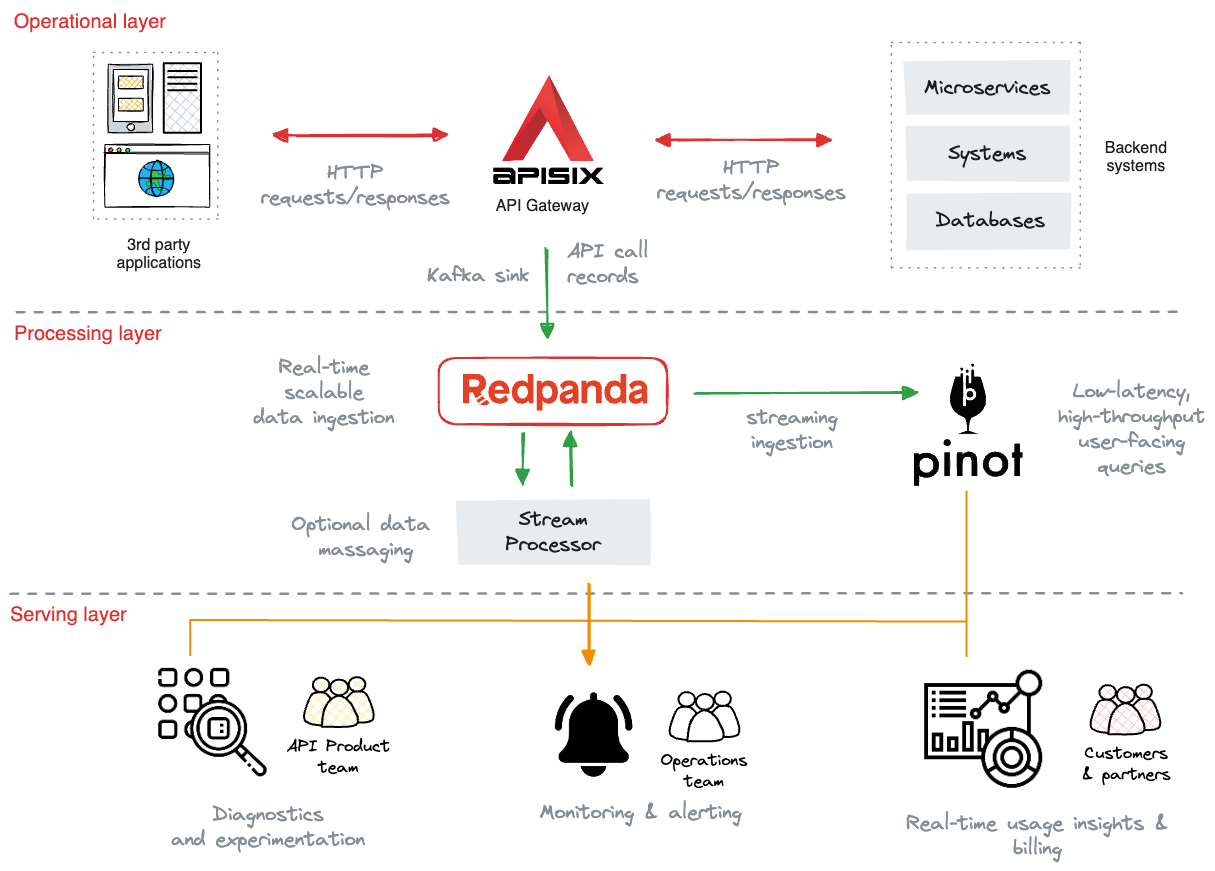 Operational layer
3rd party
applications
HTTP
requests/responses
APISIX
API Gateway
HTTP
requests/responses
Microservices
Systems
Databases
Backend
systems
Kafka sink
API call
records
Processing layer
Real-time
scalable
data ingestion
Redpanda
streaming
ingestion
p
pinot
Low-latency,
high-throughput
user-facing
queries
Optional data
massaging
Stream
Processor
Serving layer
API Product
team
Diagnostics
and experimentation
Operations
team
Monitoring & alerting
Customers
& partners
Real-time usage insights &
billing